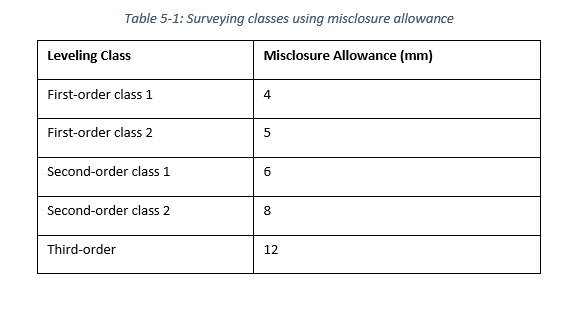 Table 5-1: Surveying classes using misclosure allowance
Leveling Class Misclosure Allowance (mm)
First-order class 1 4
First-order class 2 5
Second-order class 1 6
Second-order class 2 8
Third-order 12